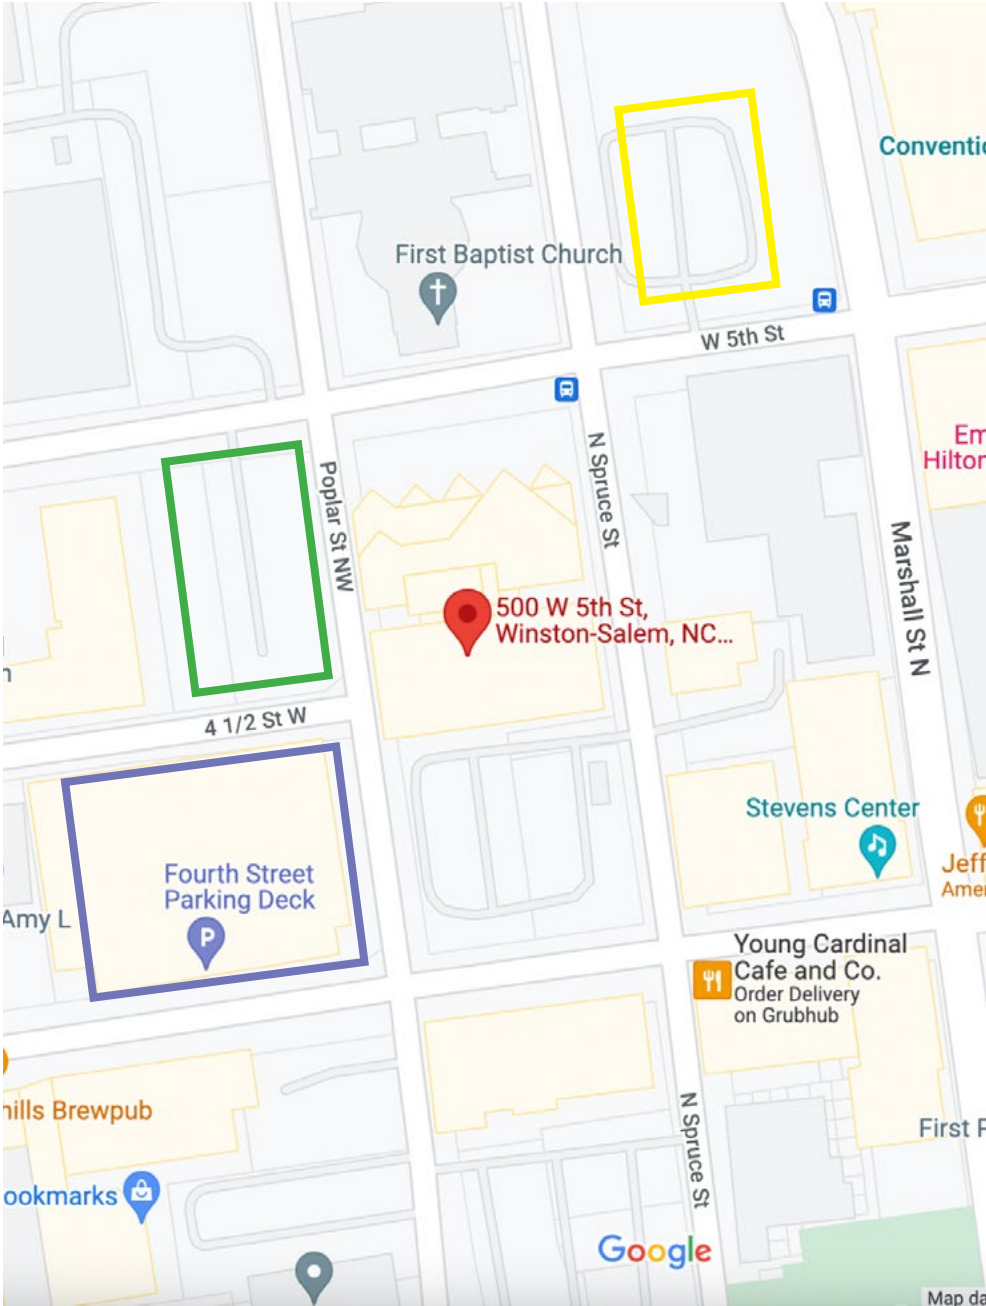 Conventio
First Baptist Church
W 5th St
Em
Hilton
N Spruce St
Poplar St NW
Marshall St N
500 W 5th St,
Winston-Salem, NC...
n
4 1/2 St W
Stevens Center
Fourth Street
Parking Deck
P
Jeff
Amer
Amy L
Young Cardinal
Cafe and Co.
Order Delivery
on Grubhub
hills Brewpub
N Spruce St
First P
ookmarks
Google
Map da